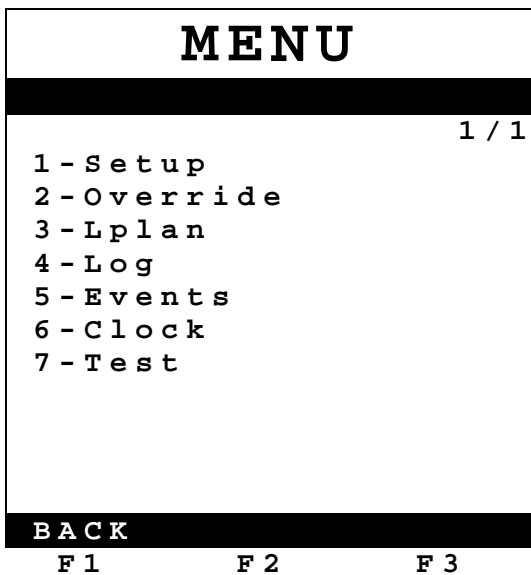 MENU
1/1
1-Setup
2-Override
3-Lplan
4-Log
5-Events
6-Clock
7-Test
BACK
F1 F2 F3